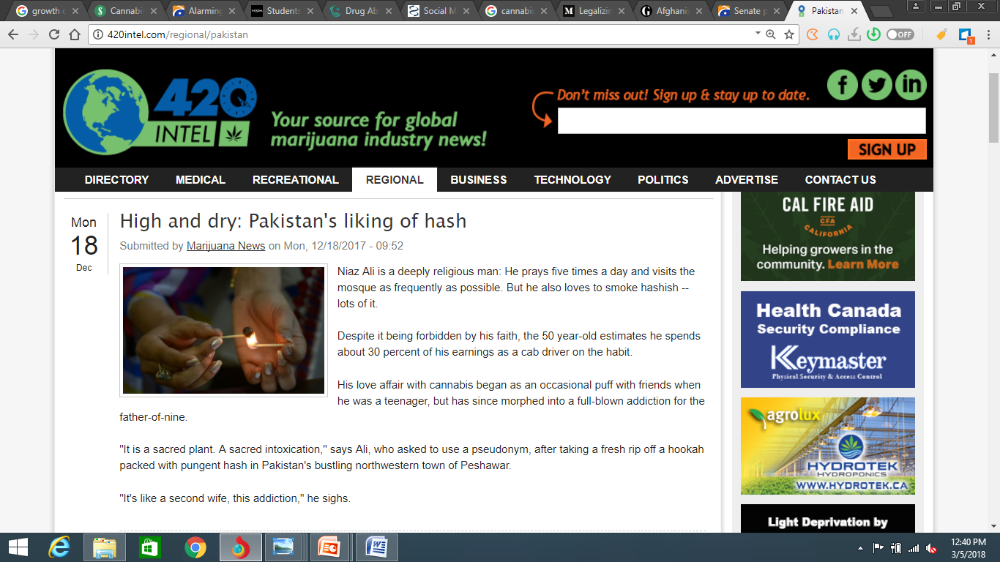 growth o
Cannabis
Alarming
Students
Drug Ab
Social M
cannabis
Legalizin
Afghanis
Senate p
Pakistan
420intel.com/regional/pakistan
OFF
1
420
INTEL
Your source for global
marijuana industry news!
Don't miss out! Sign up & stay up to date.
SIGN UP
DIRECTORY MEDICAL RECREATIONAL REGIONAL BUSINESS TECHNOLOGY POLITICS ADVERTISE CONTACT US
Mon
18
Dec
High and dry: Pakistan's liking of hash
Submitted by Marijuana News on Mon, 12/18/2017 - 09:52
Niaz Ali is a deeply religious man: He prays five times a day and visits the
mosque as frequently as possible. But he also loves to smoke hashish --
lots of it.
Despite it being forbidden by his faith, the 50 year-old estimates he spends
about 30 percent of his earnings as a cab driver on the habit.
His love affair with cannabis began as an occasional puff with friends when
he was a teenager, but has since morphed into a full-blown addiction for the
father-of-nine.
"It is a sacred plant. A sacred intoxication," says Ali, who asked to use a pseudonym, after taking a fresh rip off a hookah
packed with pungent hash in Pakistan's bustling northwestern town of Peshawar.
"It's like a second wife, this addiction," he sighs.
CAL FIRE AID
CFA
CALIFORNIA
Helping growers in the
community. Learn More
Health Canada
Security Compliance
Keymaster
Physical Security & Access Control
agrolux
HYDROTEK
HYDROPONICS
WWW.HYDROTEK.CA
Light Deprivation by
12:40 PM
3/5/2018